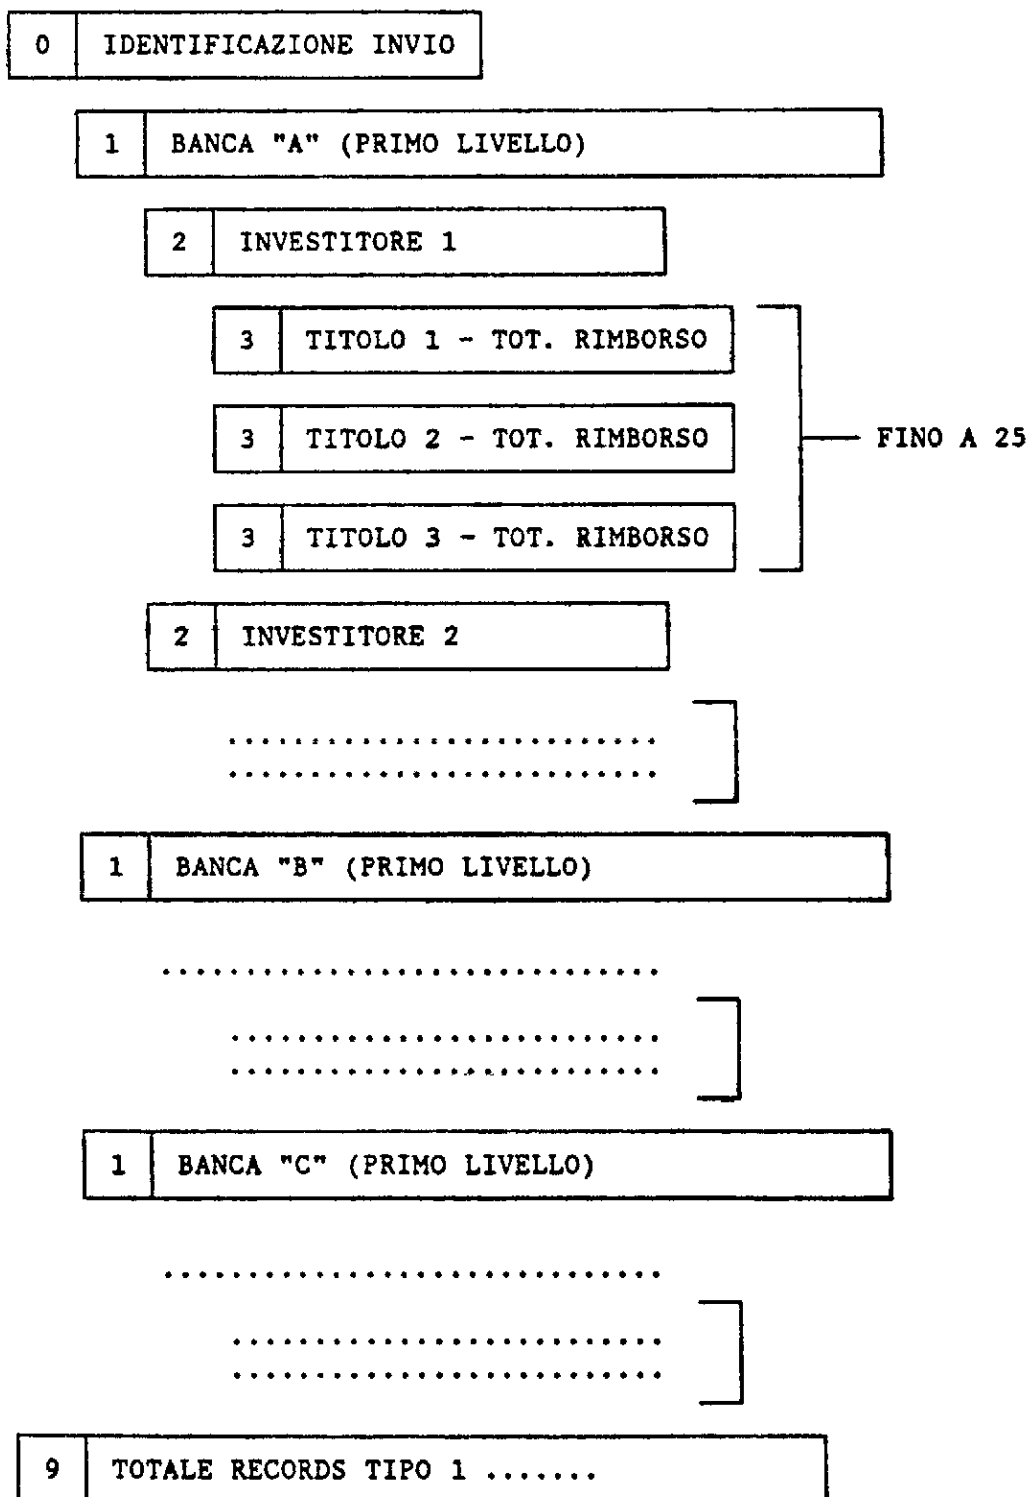 0 IDENTIFICAZIONE INVIO
1 BANCA "A" (PRIMO LIVELLO)
2 INVESTITORE 1
3 TITOLO 1 - TOT. RIMBORSO
3 TITOLO 2 - TOT. RIMBORSO
FINO A 25
3 TITOLO 3 - TOT. RIMBORSO
2 INVESTITORE 2
..........................
..........................
1 BANCA "B" (PRIMO LIVELLO)
..............................
..........................
..........................
1 BANCA "C" (PRIMO LIVELLO)
..............................
..........................
..........................
9 TOTALE RECORDS TIPO 1 .......